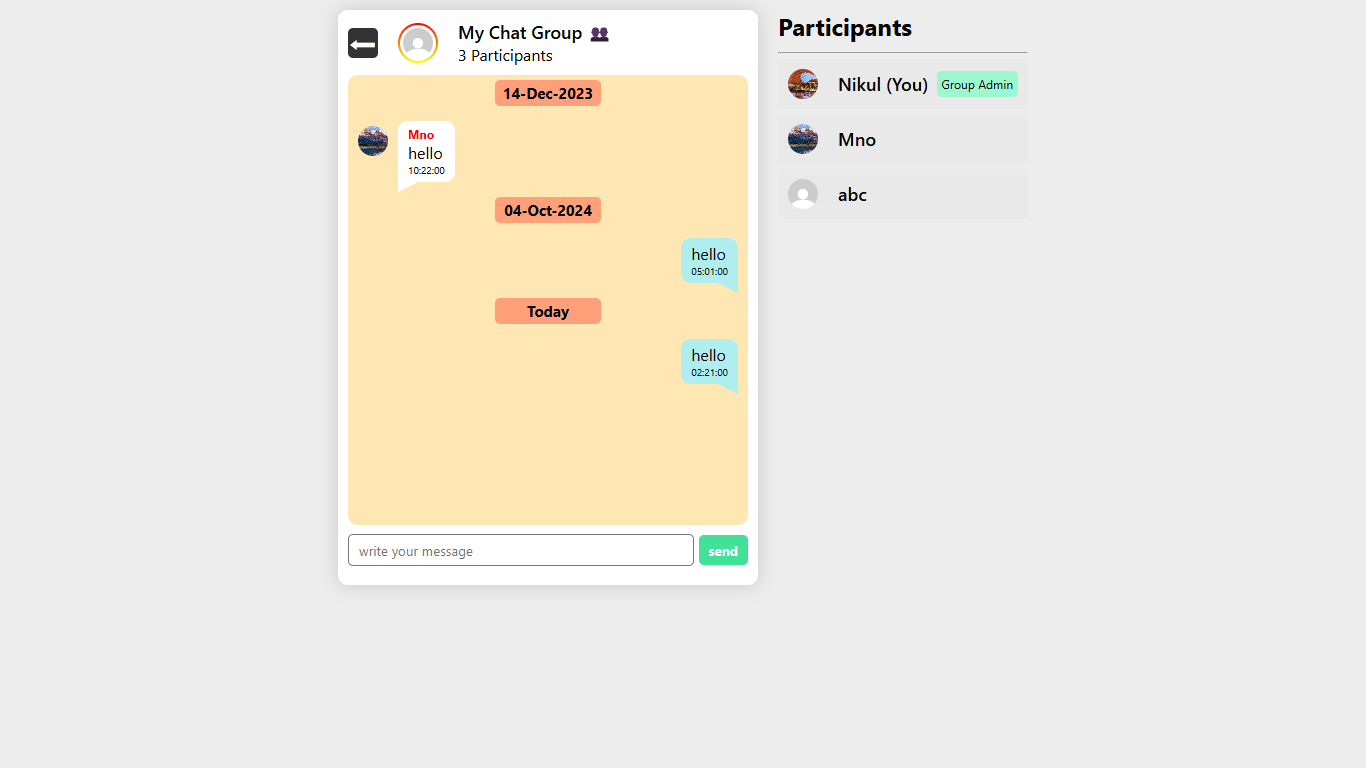 My Chat Group
3 Participants
14-Dec-2023
Mno
hello
10:22:00
04-Oct-2024
hello
05:01:00
Today
hello
02:21:00
write your message
send
Participants
Nikul (You)
Group Admin
Mno
abc